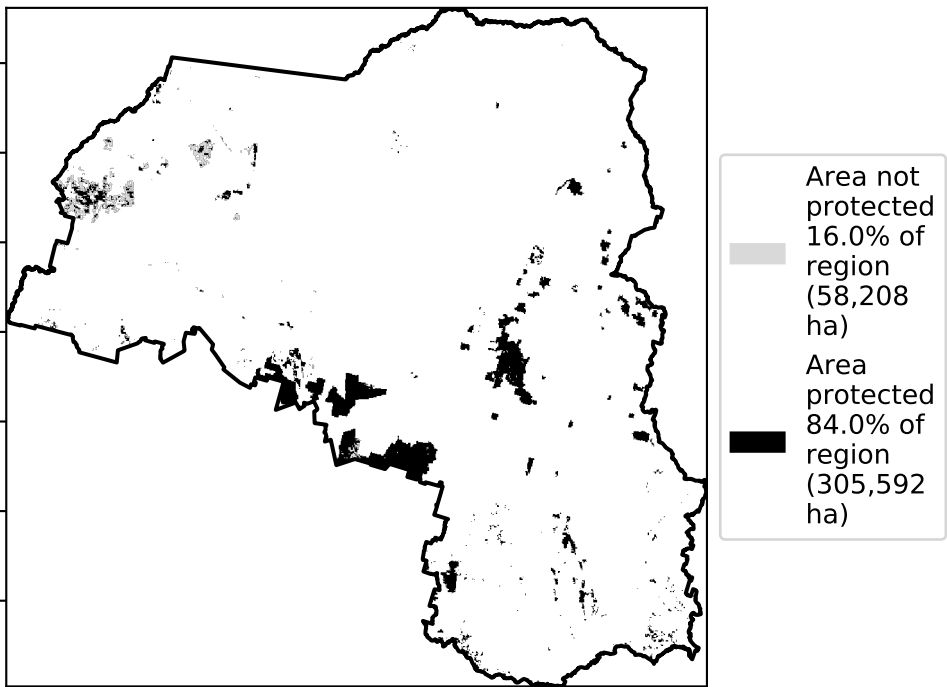 Area not
protected
16.0% of
region
(58,208
ha)
Area
protected
84.0% of
region
(305,592
ha)